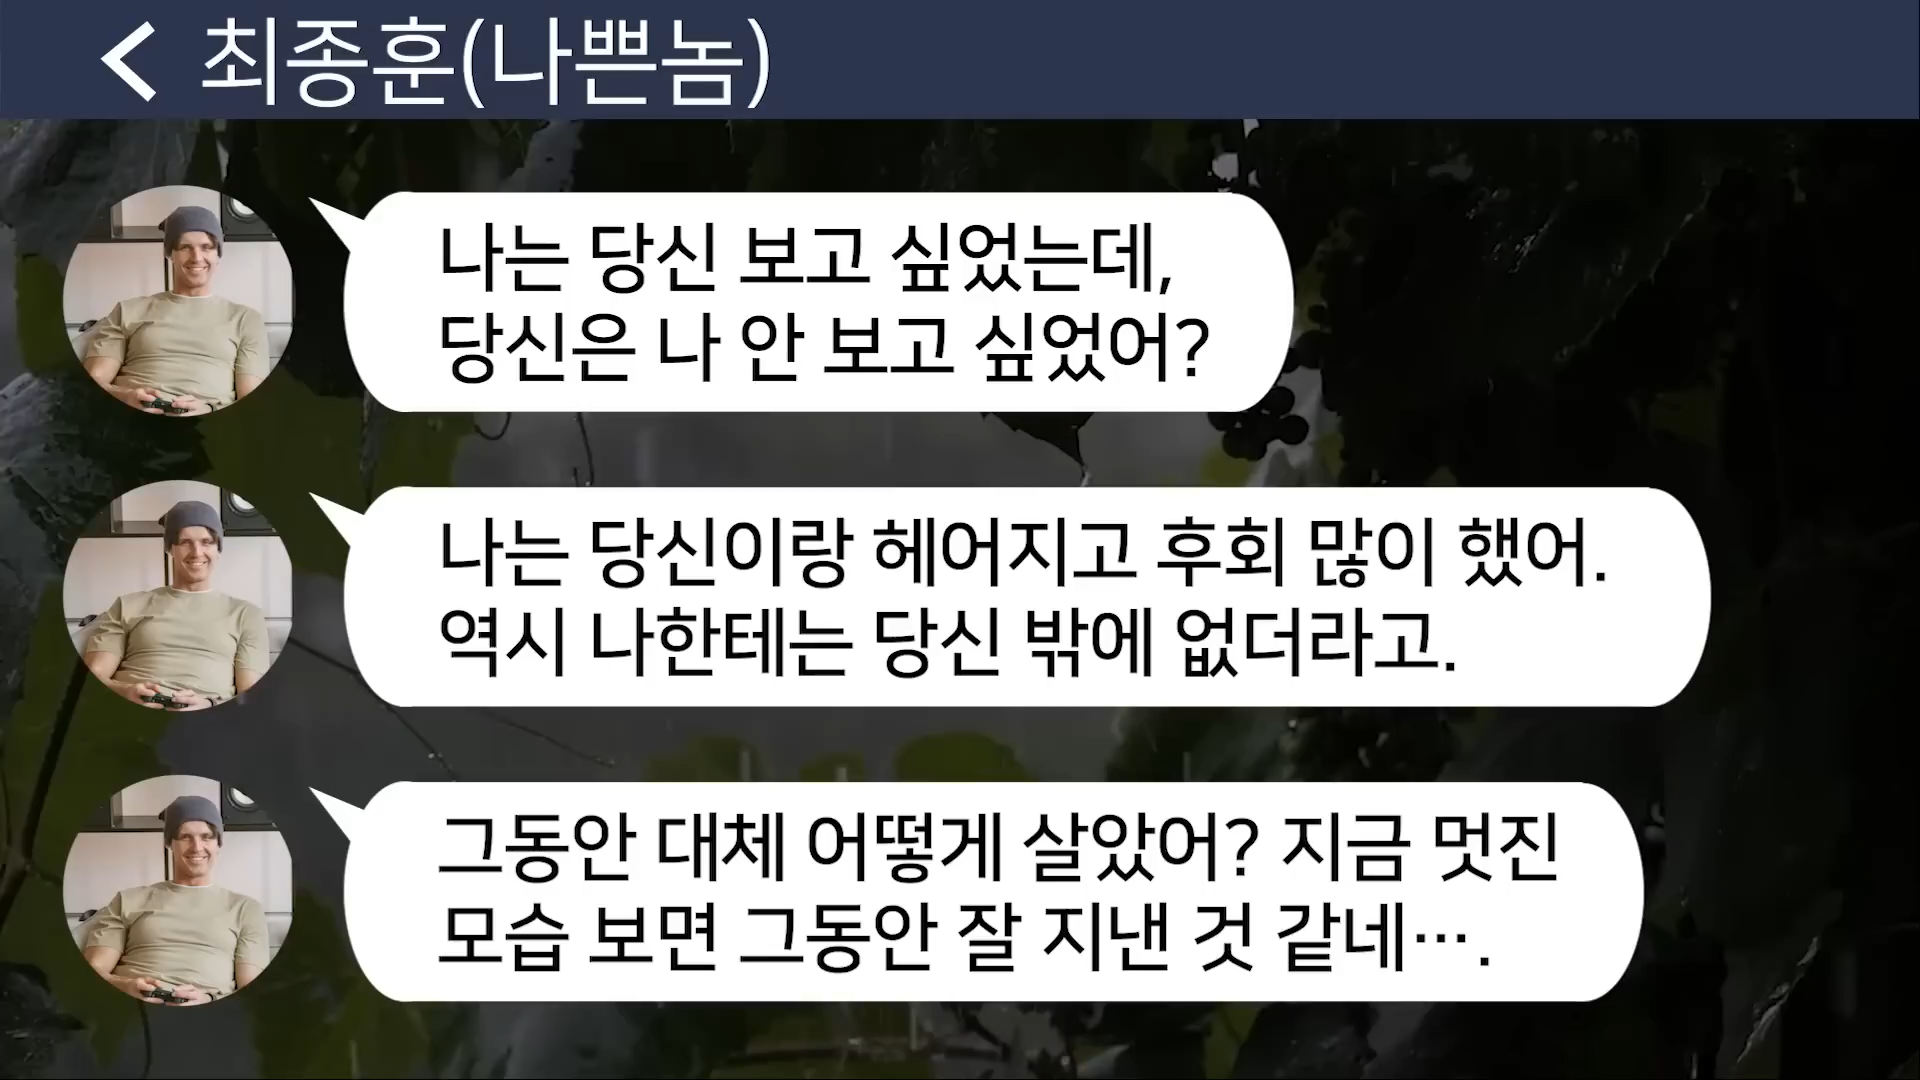 최종훈(나쁜놈)
나는 당신 보고 싶었는데,
당신은 나 안 보고 싶었어?
나는 당신이랑 헤어지고 후회 많이 했어.
역시 나한테는 당신 밖에 없더라고.
그동안 대체 어떻게 살았어? 지금 멋진
모습 보면 그동안 잘 지낸 것 같네….